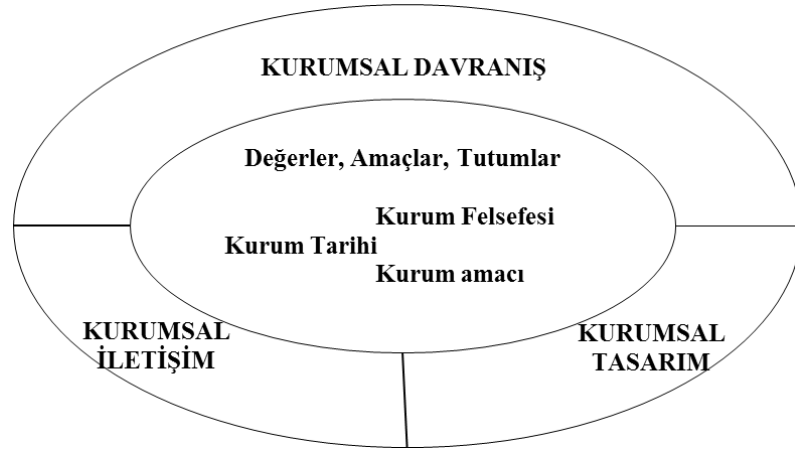 KURUMSAL DAVRANIŞ
Değerler, Amaçlar, Tutumlar
Kurum Felsefesi
Kurum Tarihi
Kurum amacı
KURUMSAL
İLETİŞİM
KURUMSAL
TASARIM